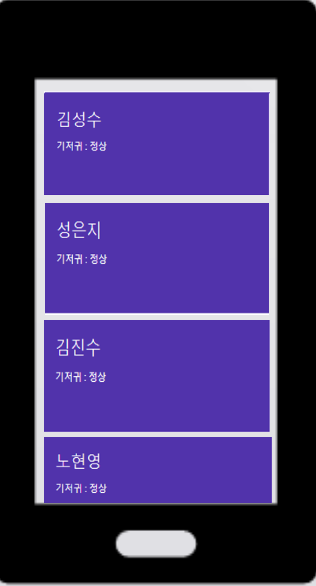 김성수
기저귀 : 정상
성은지
기저귀 : 정상
김진수
기저귀 : 정상
노현영
기저귀 : 정상